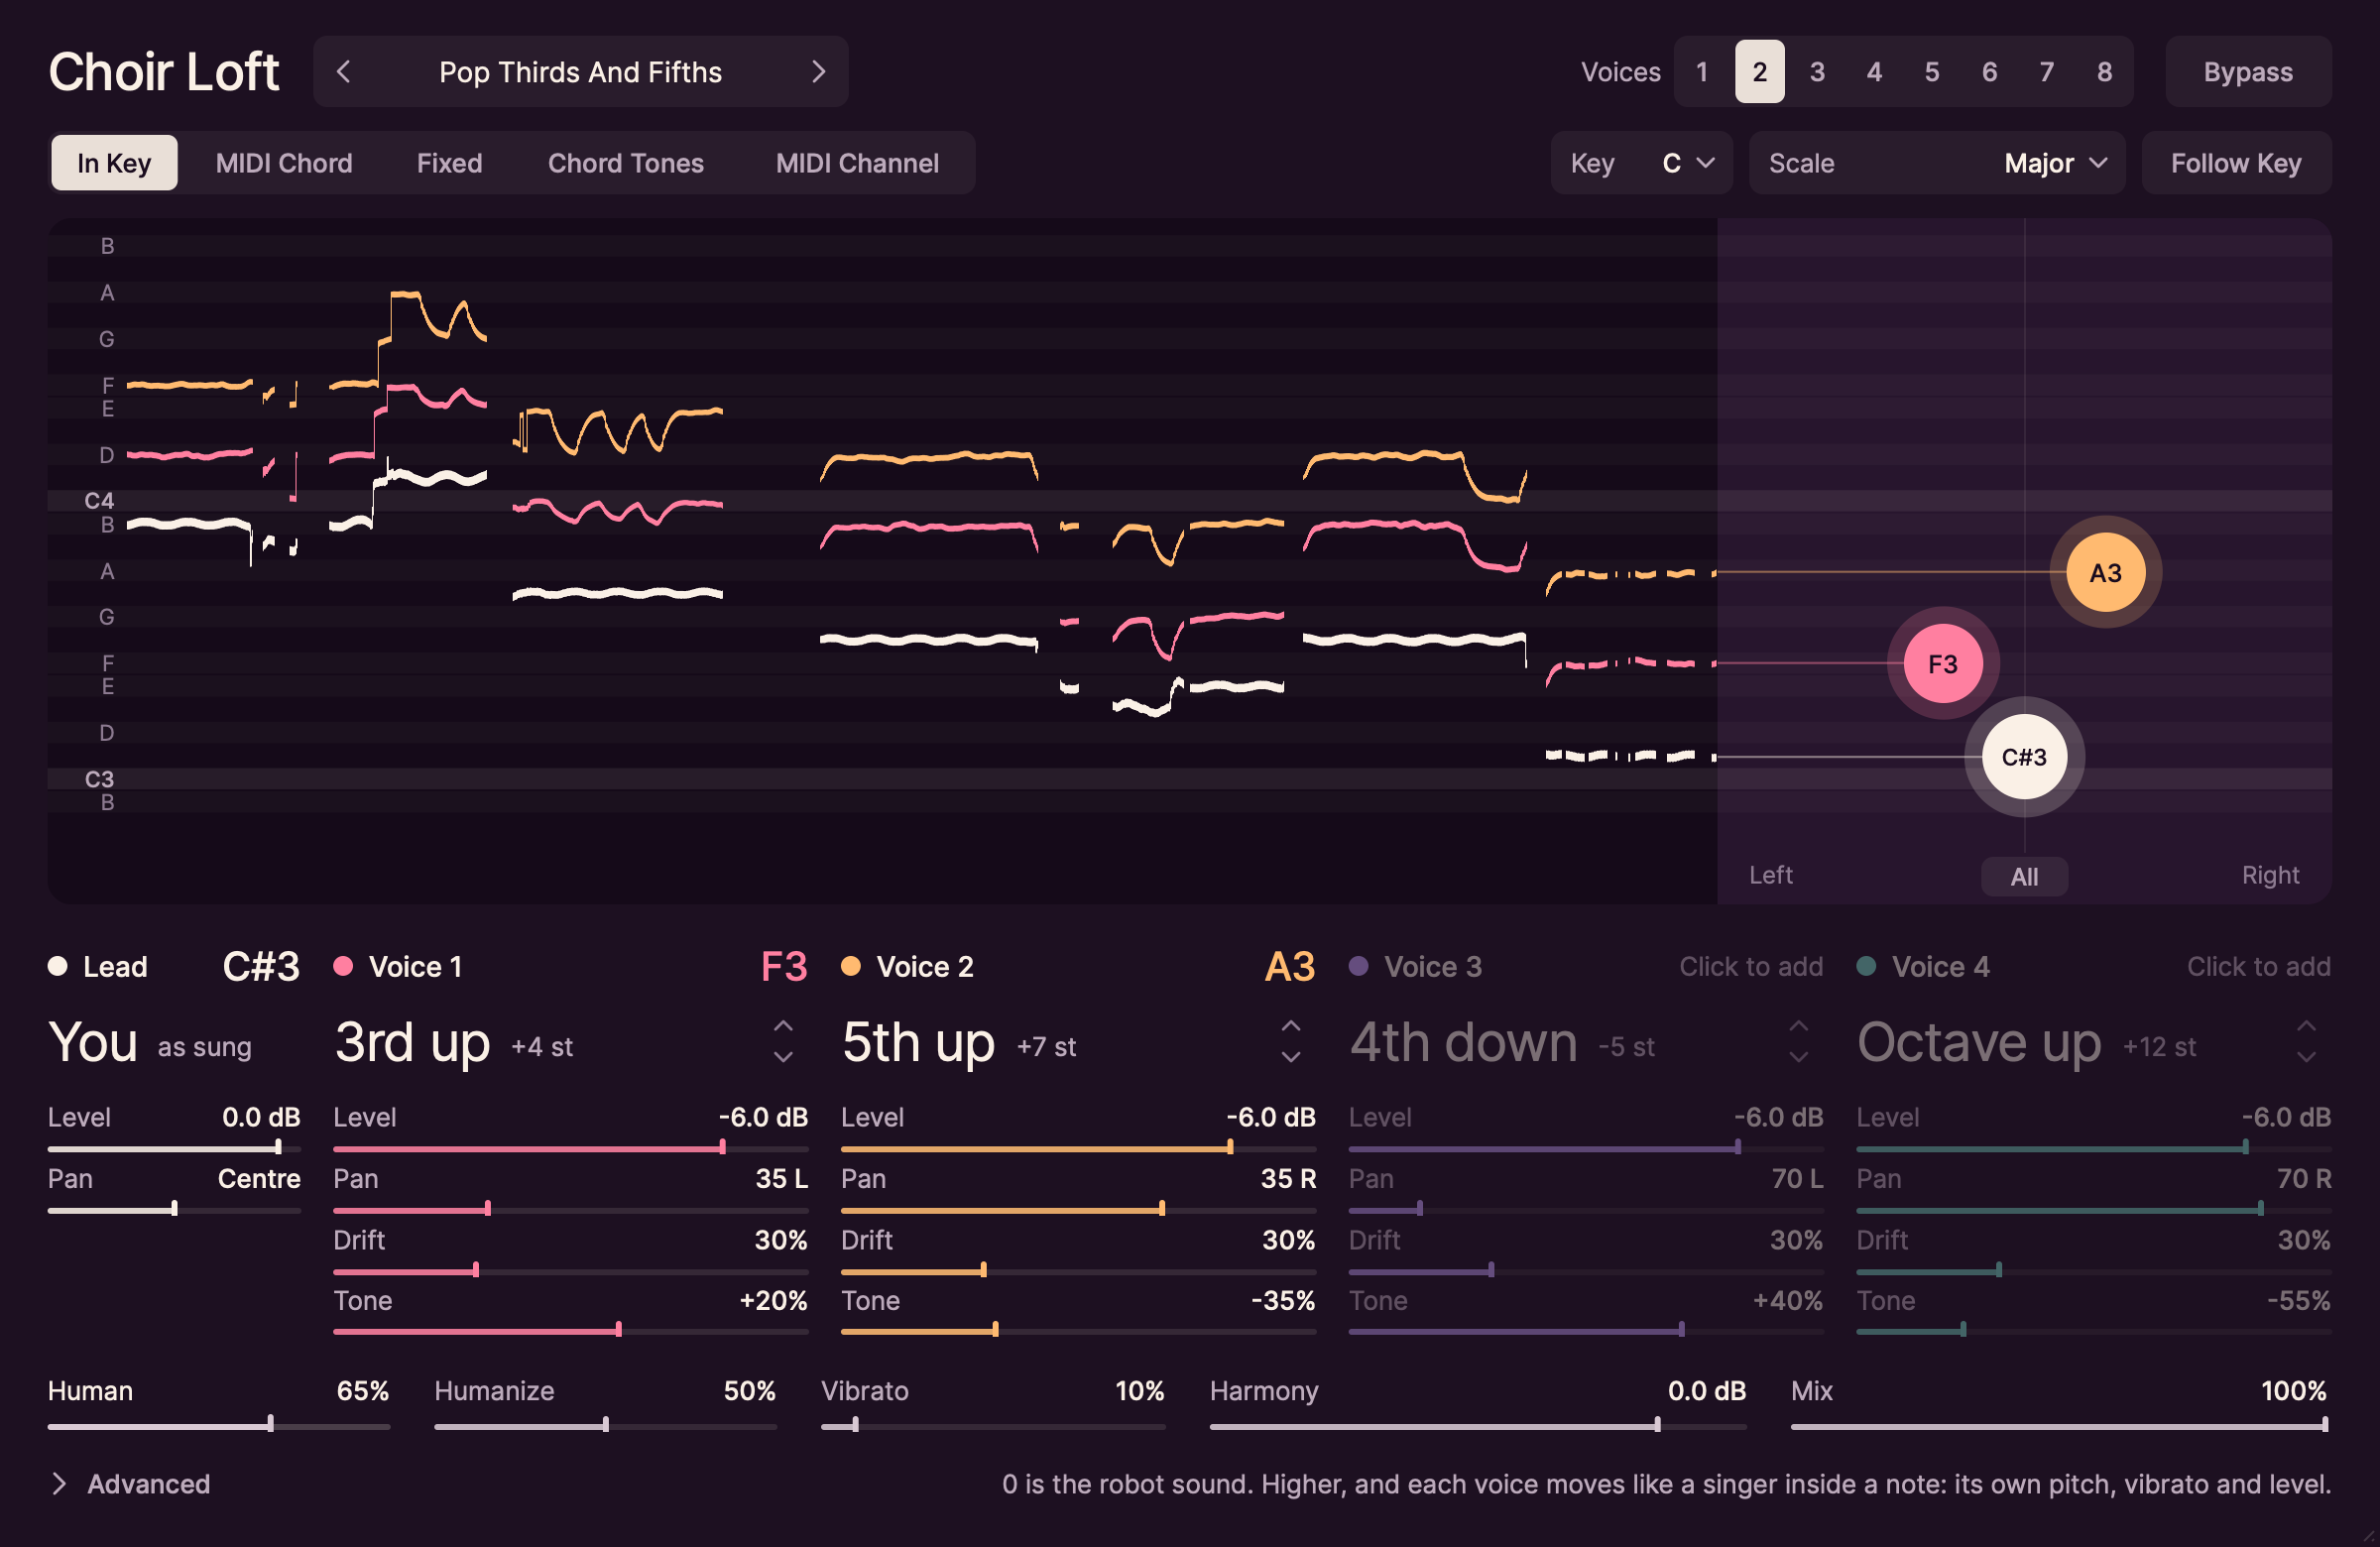 Choir Loft
Pop Thirds And Fifths
Voices 1 2 3 4 5 6 7 8
Bypass
In Key MIDI Chord Fixed Chord Tones MIDI Channel
Key C
Scale Major
Follow Key
B
A
G
F
E
D
C4
B
A
G
F
E
D
C3
B
A3
F3
C#3
Left All Right
Lead C#3
You as sung
Level 0.0 dB
Pan Centre
Voice 1 F3
3rd up +4 st
Level -6.0 dB
Pan 35 L
Drift 30%
Tone +20%
Voice 2 A3
5th up +7 st
Level -6.0 dB
Pan 35 R
Drift 30%
Tone -35%
Voice 3 Click to add
4th down -5 st
Level -6.0 dB
Pan 70 L
Drift 30%
Tone +40%
Voice 4 Click to add
Octave up +12 st
Level -6.0 dB
Pan 70 R
Drift 30%
Tone -55%
Human 65%
Humanize 50%
Vibrato 10%
Harmony 0.0 dB
Mix 100%
Advanced
0 is the robot sound. Higher, and each voice moves like a singer inside a note: its own pitch, vibrato and level.